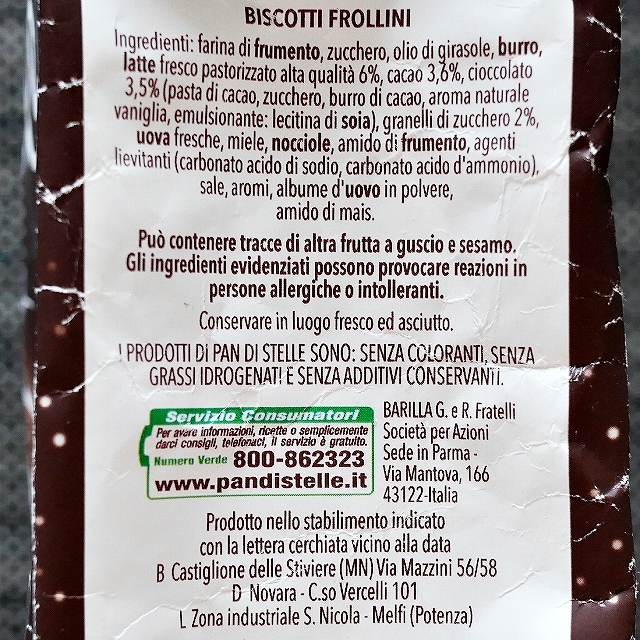 BISCOTTI FROLLINI
Ingredienti: farina di frumento, zucchero, olio di girasole, burro,
latte fresco pastorizzato alta qualità 6%, cacao 3,6%, cioccolato
3,5% (pasta di cacao, zucchero, burro di cacao, aroma naturale
vaniglia, emulsionante: lecitina di soia), granelli di zucchero 2%,
uova fresche, miele, nocciole, amido di frumento, agenti
lievitanti (carbonato acido di sodio, carbonato acido d'ammonio),
sale, aromi, albume d'uovo in polvere,
amido di mais.
Può contenere tracce di altra frutta a guscio e sesamo.
Gli ingredienti evidenziati possono provocare reazioni in
persone allergiche o intolleranti.
Conservare in luogo fresco ed asciutto.
I PRODOTTI DI PAN DI STELLE SONO: SENZA COLORANTI, SENZA
GRASSI IDROGENATI E SENZA ADDITIVI CONSERVANTI.
Servizio Consumatori
Per avere informazioni, ricette o semplicemente
darci consigli, telefonaci, il servizio è gratuito.
Numero Verde 800-862323
www.pandistelle.it
BARILLA G. e R. Fratelli
Società per Azioni
Sede in Parma -
Via Mantova, 166
43122-Italia
Prodotto nello stabilimento indicato
con la lettera cerchiata vicino alla data
B Castiglione delle Stiviere (MN) Via Mazzini 56/58
D Novara - C.so Vercelli 101
L Zona industriale S. Nicola - Melfi (Potenza)